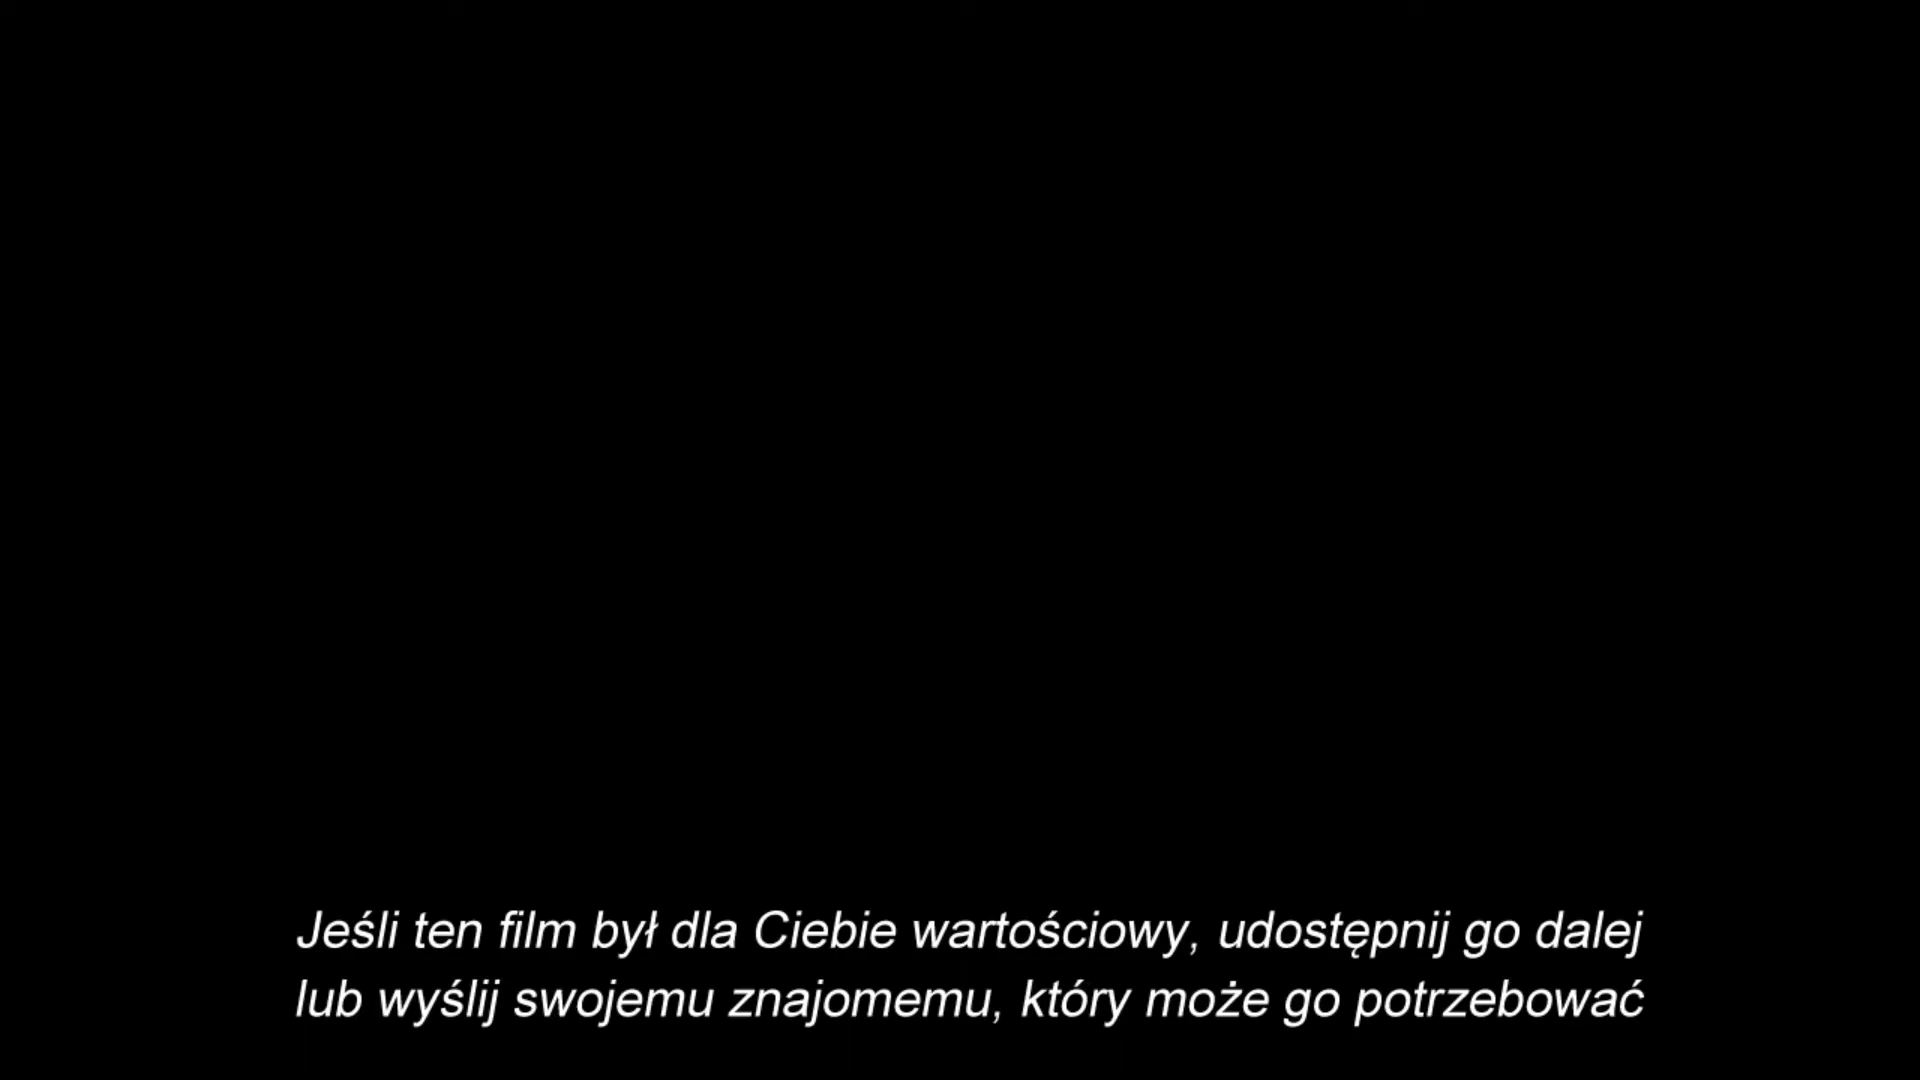 Jeśli ten film był dla Ciebie wartościowy, udostępnij go dalej
lub wyślij swojemu znajomemu, który może go potrzebować